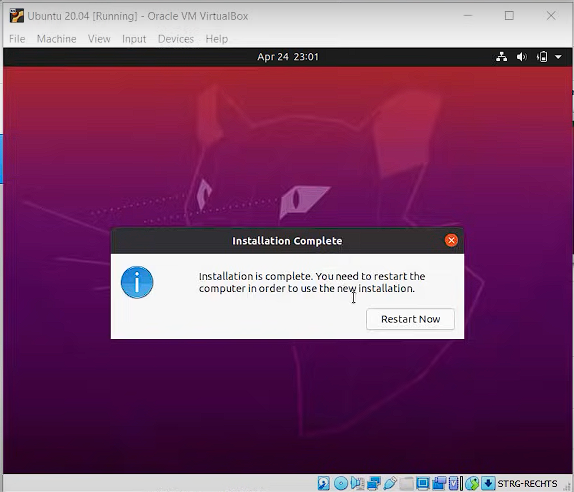 Ubuntu 20.04 [Running] - Oracle VM VirtualBox
File Machine View Input Devices Help
Apr 24 23:01
Installation Complete
Installation is complete. You need to restart the
computer in order to use the new installation.
Restart Now
STRG-RECHTS